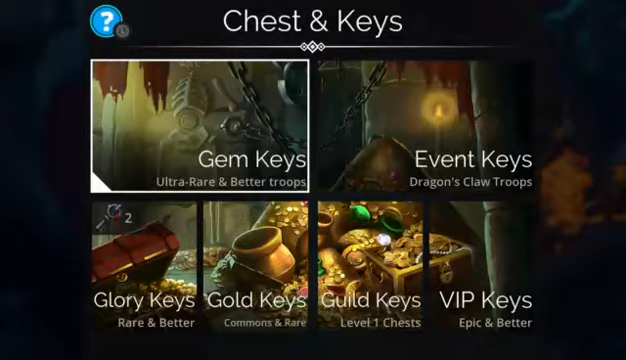 ?
Chest & Keys
Gem Keys
Ultra-Rare & Better troops
Event Keys
Dragon's Claw Troops
2
Glory Keys
Rare & Better
Gold Keys
Commons & Rare
Guild Keys
Level 1 Chests
VIP Keys
Epic & Better